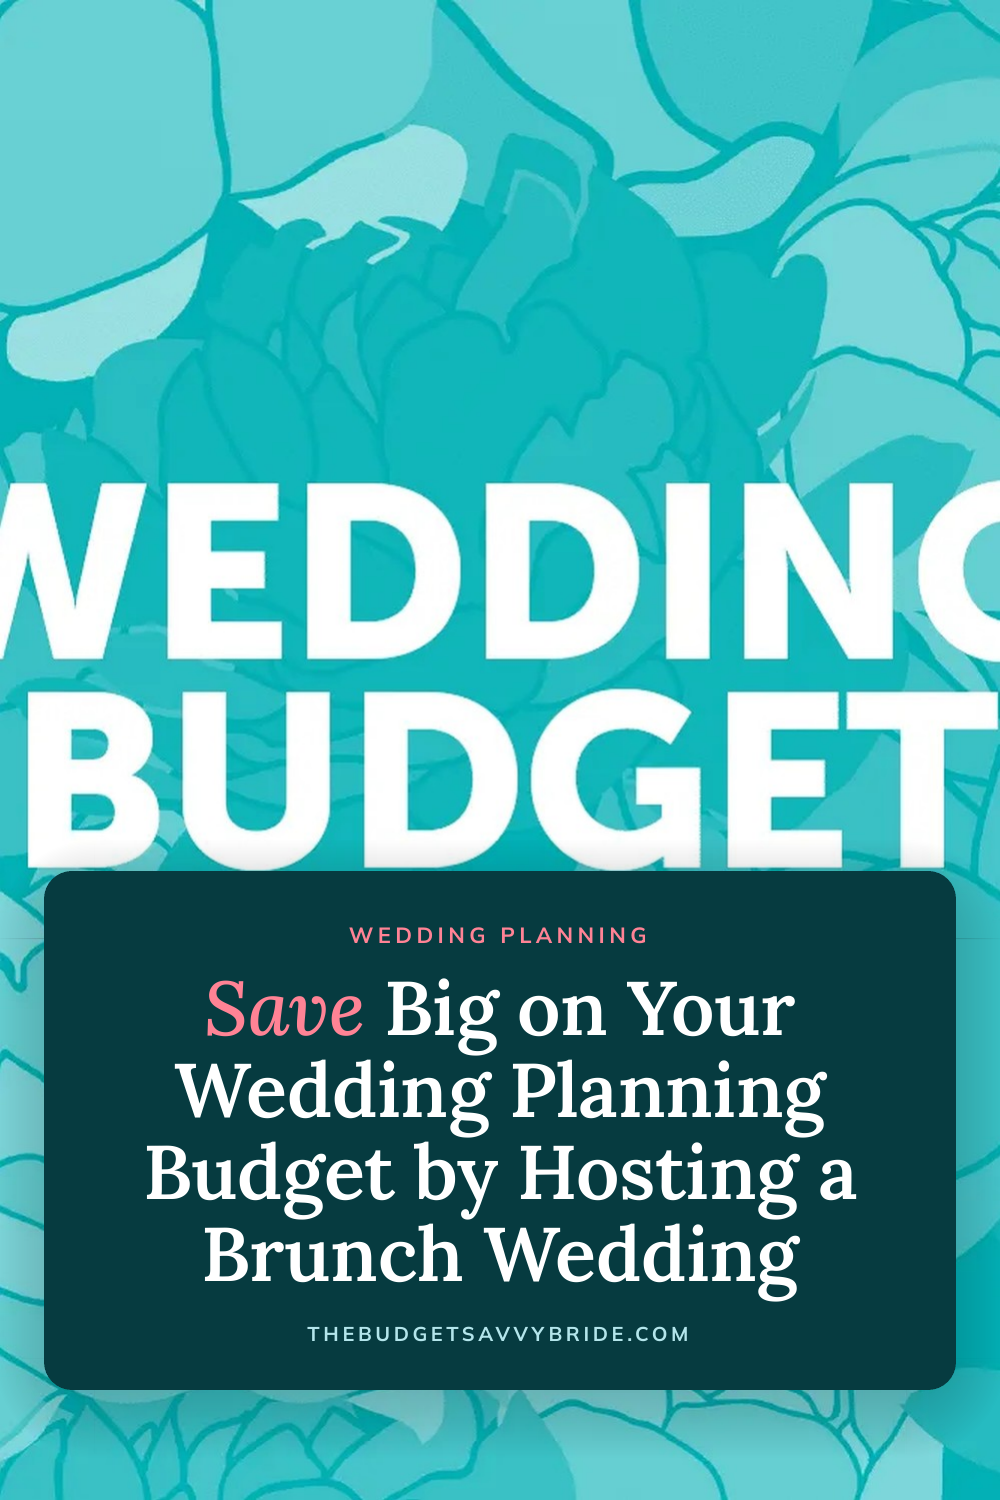 WEDDING
BUDGET
WEDDING PLANNING
Save Big on Your
Wedding Planning
Budget by Hosting a
Brunch Wedding
THEBUDGETSAVVYBRIDE.COM